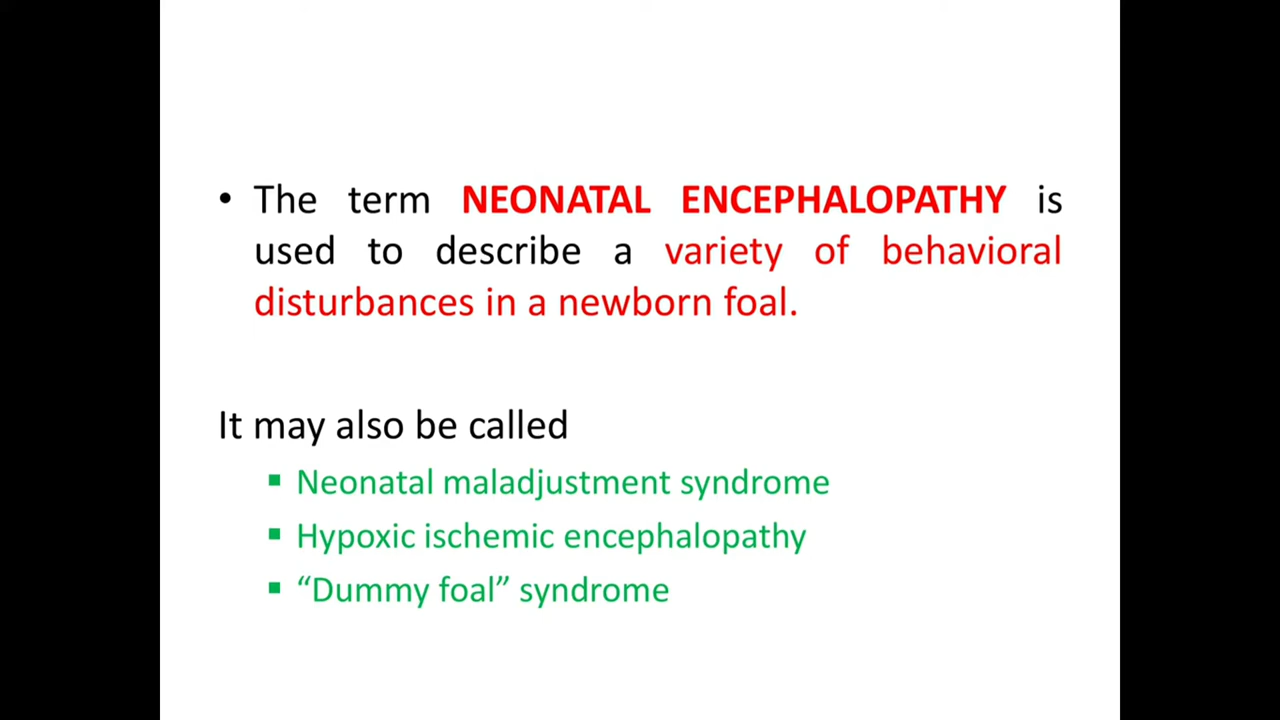 • The term NEONATAL ENCEPHALOPATHY is
used to describe a variety of behavioral
disturbances in a newborn foal.
It may also be called
▪ Neonatal maladjustment syndrome
▪ Hypoxic ischemic encephalopathy
▪ “Dummy foal” syndrome